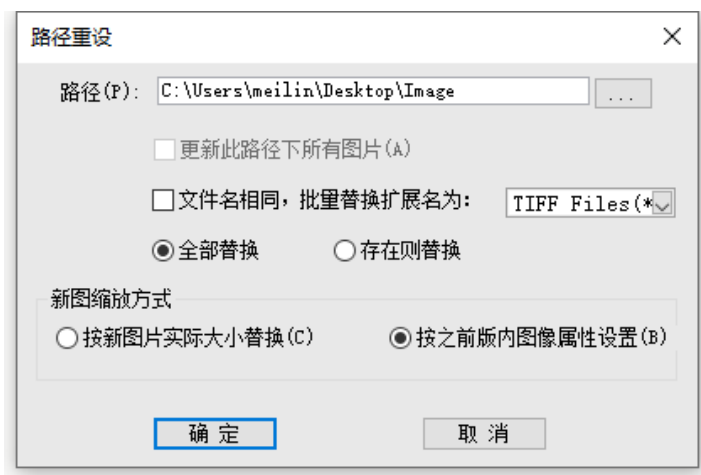 路径重设
路径(P): C:\Users\meilin\Desktop\Image ...
更新此路径下所有图片(A)
文件名相同，批量替换扩展名为: TIFF Files(*
全部替换 存在则替换
新图缩放方式
按新图片实际大小替换(C) 按之前版内图像属性设置(B)
确定 取消